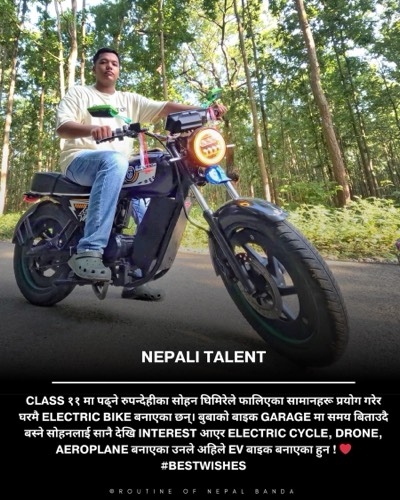 NEPALI TALENT
CLASS ११ मा पढ्ने रुपन्देहीका सोहन घिमिरेले फालिएका सामानहरू प्रयोग गरेर
घरमै ELECTRIC BIKE बनाएका छन्। बुबाको बाइक GARAGE मा समय बिताउदै
बस्ने सोहनलाई सानै देखि INTEREST आएर ELECTRIC CYCLE, DRONE,
AEROPLANE बनाएका उनले अहिले EV बाइक बनाएका हुन ! ❤️
#BESTWISHES
@ROUTINE OF NEPAL BANDA